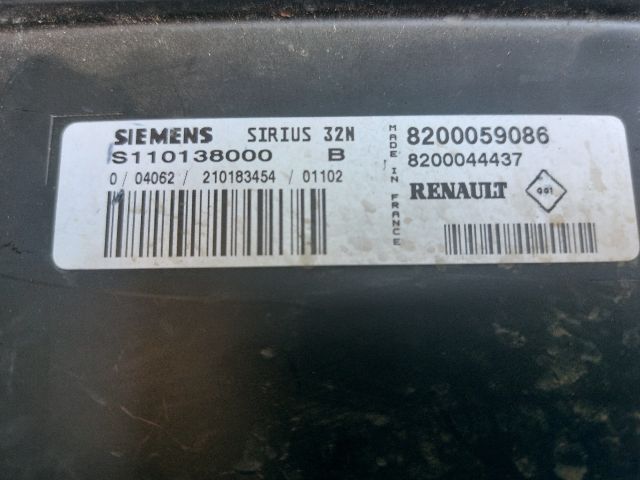 SIEMENS SIRIUS 32N
S110138000 B
0 / 04062 / 210183454 / 01102
MADE IN FRANCE
8200059086
8200044437
RENAULT